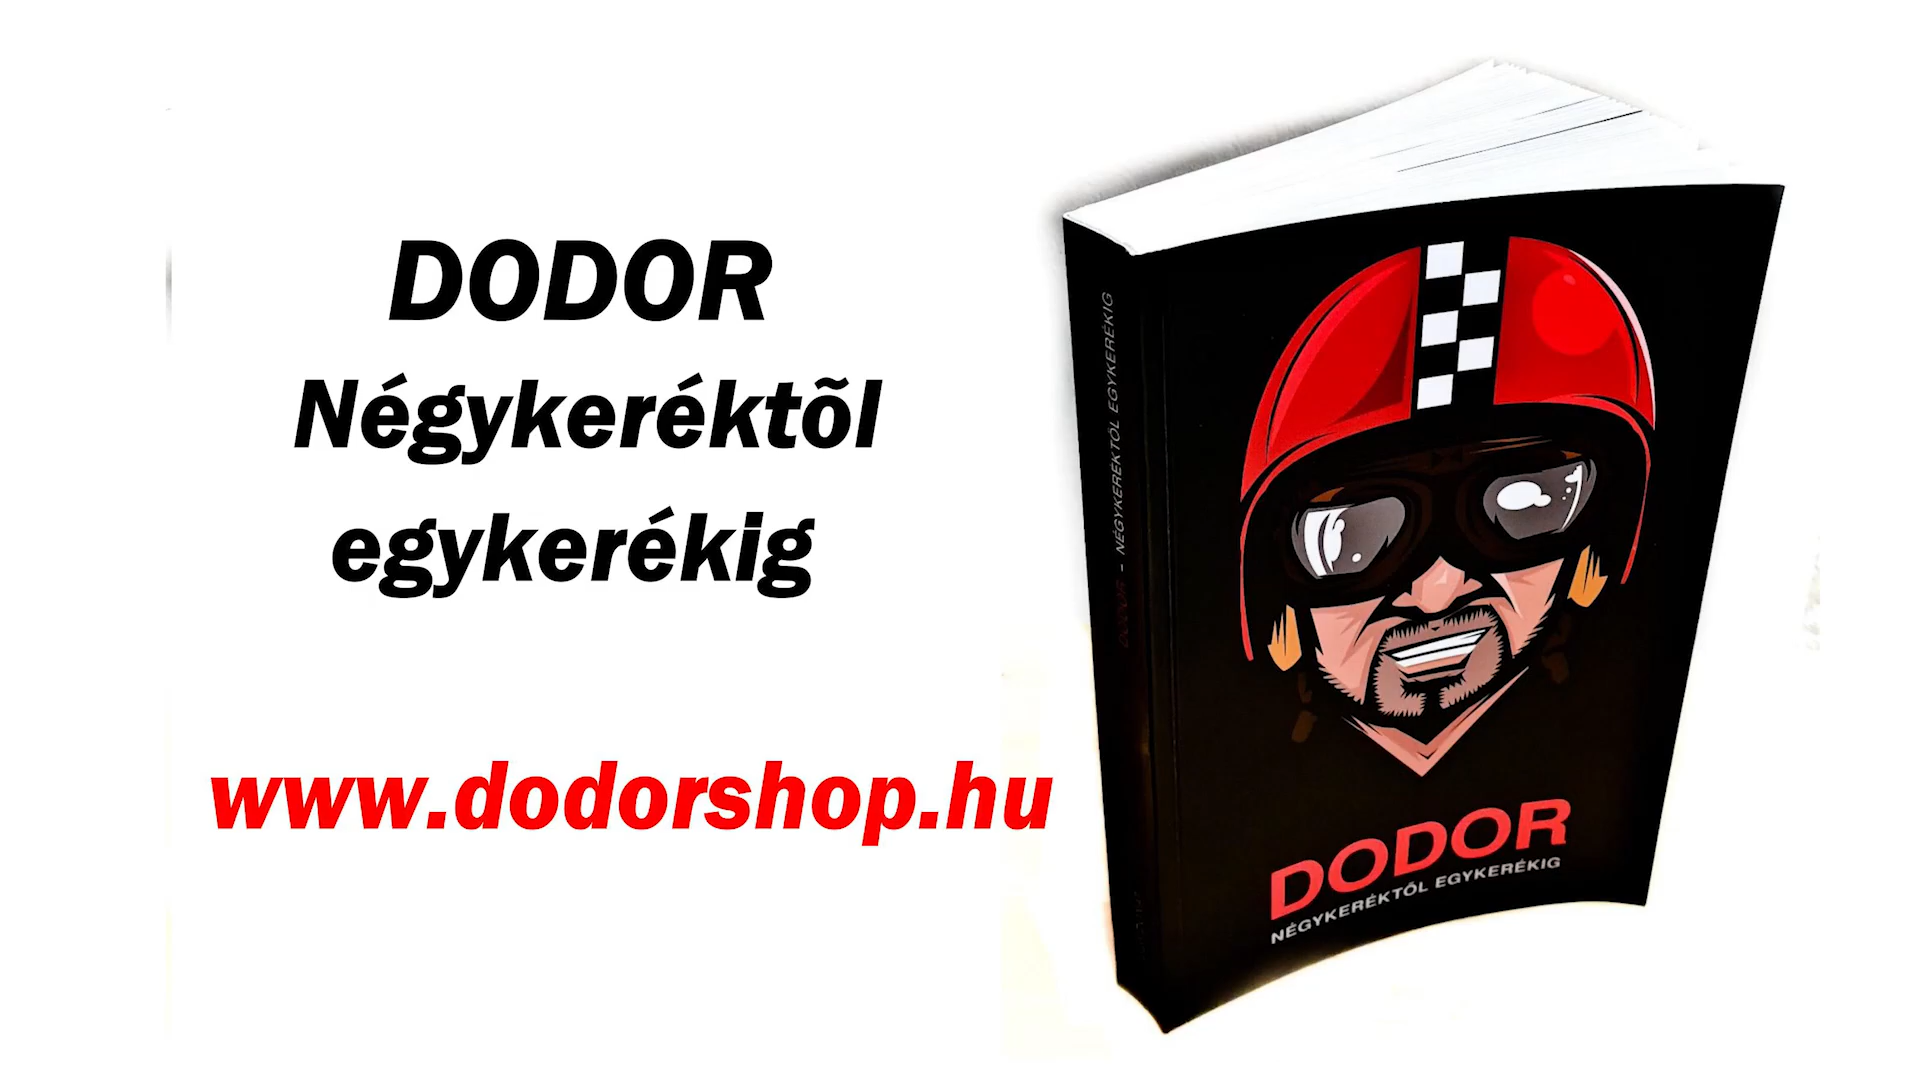 DODOR
Négykeréktõl
egykerékig
www.dodorshop.hu
DODOR - NÉGYKERÉKTŐL EGYKERÉKIG
DODOR
NÉGYKERÉKTŐL EGYKERÉKIG